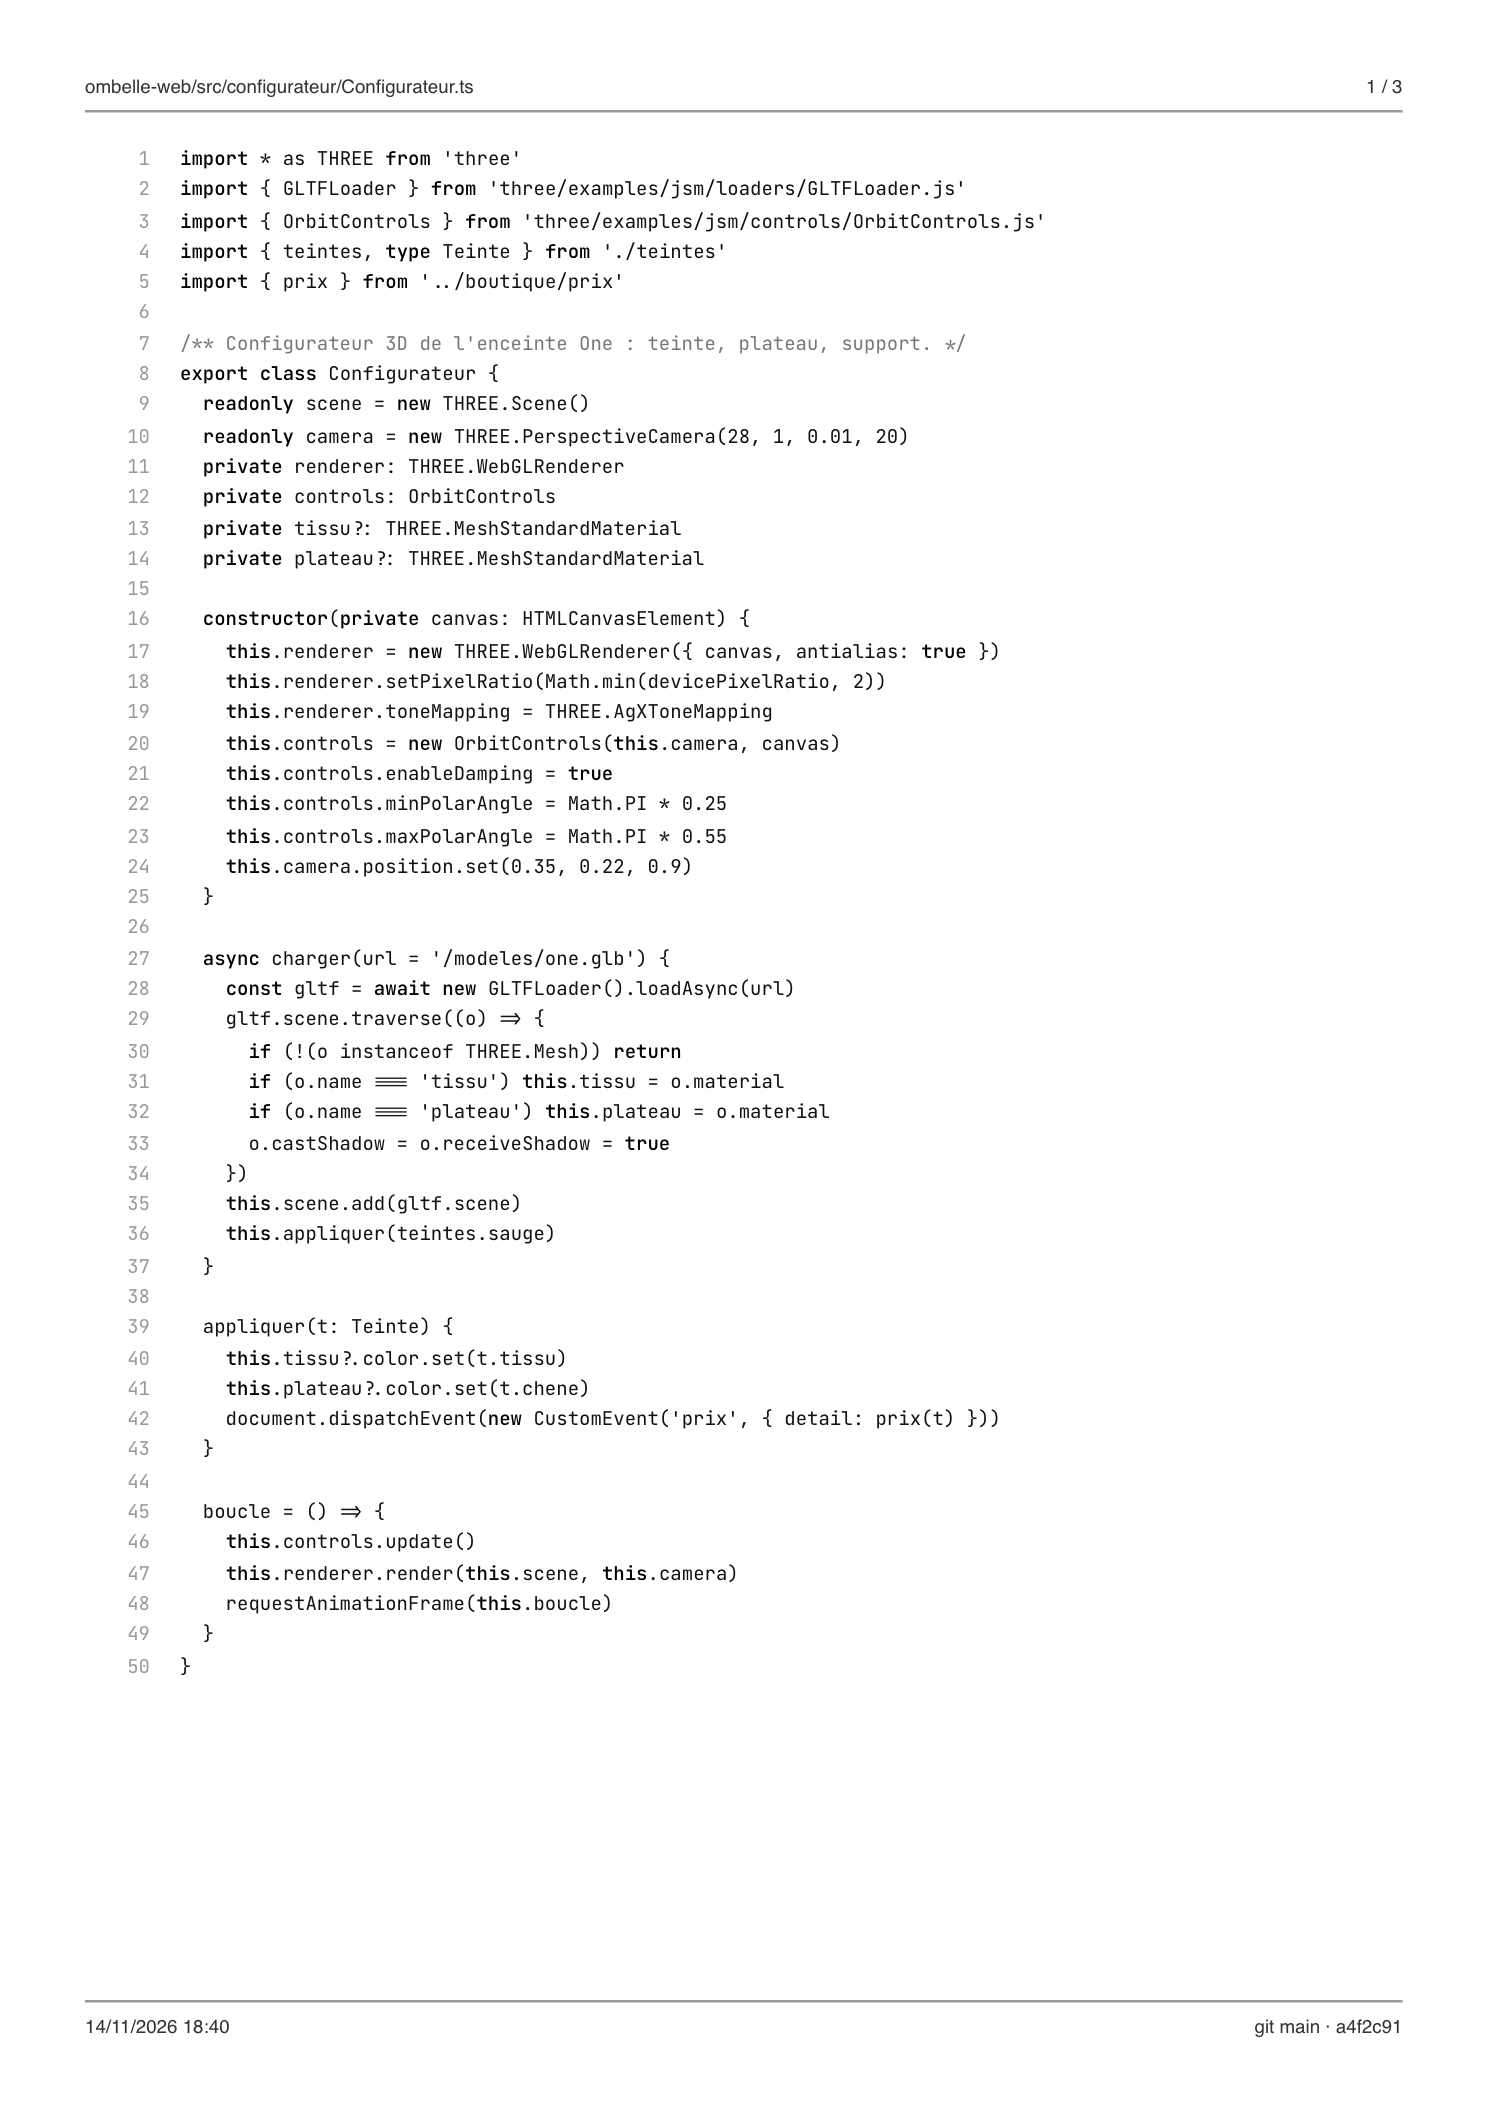 ombelle-web/src/configurateur/Configurateur.ts 1 / 3
1 import * as THREE from 'three'
2 import { GLTFLoader } from 'three/examples/jsm/loaders/GLTFLoader.js'
3 import { OrbitControls } from 'three/examples/jsm/controls/OrbitControls.js'
4 import { teintes, type Teinte } from './teintes'
5 import { prix } from '../boutique/prix'
6
7 /** Configurateur 3D de l'enceinte One : teinte, plateau, support. */
8 export class Configurateur {
9   readonly scene = new THREE.Scene()
10   readonly camera = new THREE.PerspectiveCamera(28, 1, 0.01, 20)
11   private renderer: THREE.WebGLRenderer
12   private controls: OrbitControls
13   private tissu?: THREE.MeshStandardMaterial
14   private plateau?: THREE.MeshStandardMaterial
15
16   constructor(private canvas: HTMLCanvasElement) {
17     this.renderer = new THREE.WebGLRenderer({ canvas, antialias: true })
18     this.renderer.setPixelRatio(Math.min(devicePixelRatio, 2))
19     this.renderer.toneMapping = THREE.AgXToneMapping
20     this.controls = new OrbitControls(this.camera, canvas)
21     this.controls.enableDamping = true
22     this.controls.minPolarAngle = Math.PI * 0.25
23     this.controls.maxPolarAngle = Math.PI * 0.55
24     this.camera.position.set(0.35, 0.22, 0.9)
25   }
26
27   async charger(url = '/modeles/one.glb') {
28     const gltf = await new GLTFLoader().loadAsync(url)
29     gltf.scene.traverse((o) => {
30       if (!(o instanceof THREE.Mesh)) return
31       if (o.name === 'tissu') this.tissu = o.material
32       if (o.name === 'plateau') this.plateau = o.material
33       o.castShadow = o.receiveShadow = true
34     })
35     this.scene.add(gltf.scene)
36     this.appliquer(teintes.sauge)
37   }
38
39   appliquer(t: Teinte) {
40     this.tissu?.color.set(t.tissu)
41     this.plateau?.color.set(t.chene)
42     document.dispatchEvent(new CustomEvent('prix', { detail: prix(t) }))
43   }
44
45   boucle = () => {
46     this.controls.update()
47     this.renderer.render(this.scene, this.camera)
48     requestAnimationFrame(this.boucle)
49   }
50 }
14/11/2026 18:40 git main · a4f2c91